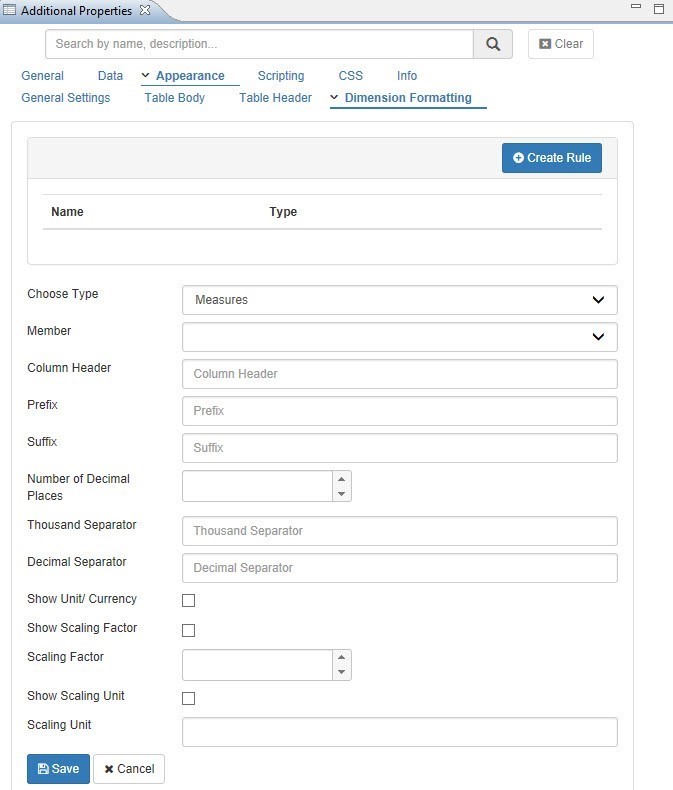 Additional Properties
Search by name, description...
Clear
General Data Appearance Scripting CSS Info
General Settings Table Body Table Header Dimension Formatting
Create Rule
Name Type
Choose Type Measures
Member
Column Header Column Header
Prefix Prefix
Suffix Suffix
Number of Decimal
Places
Thousand Separator Thousand Separator
Decimal Separator Decimal Separator
Show Unit/ Currency
Show Scaling Factor
Scaling Factor
Show Scaling Unit
Scaling Unit
Save Cancel